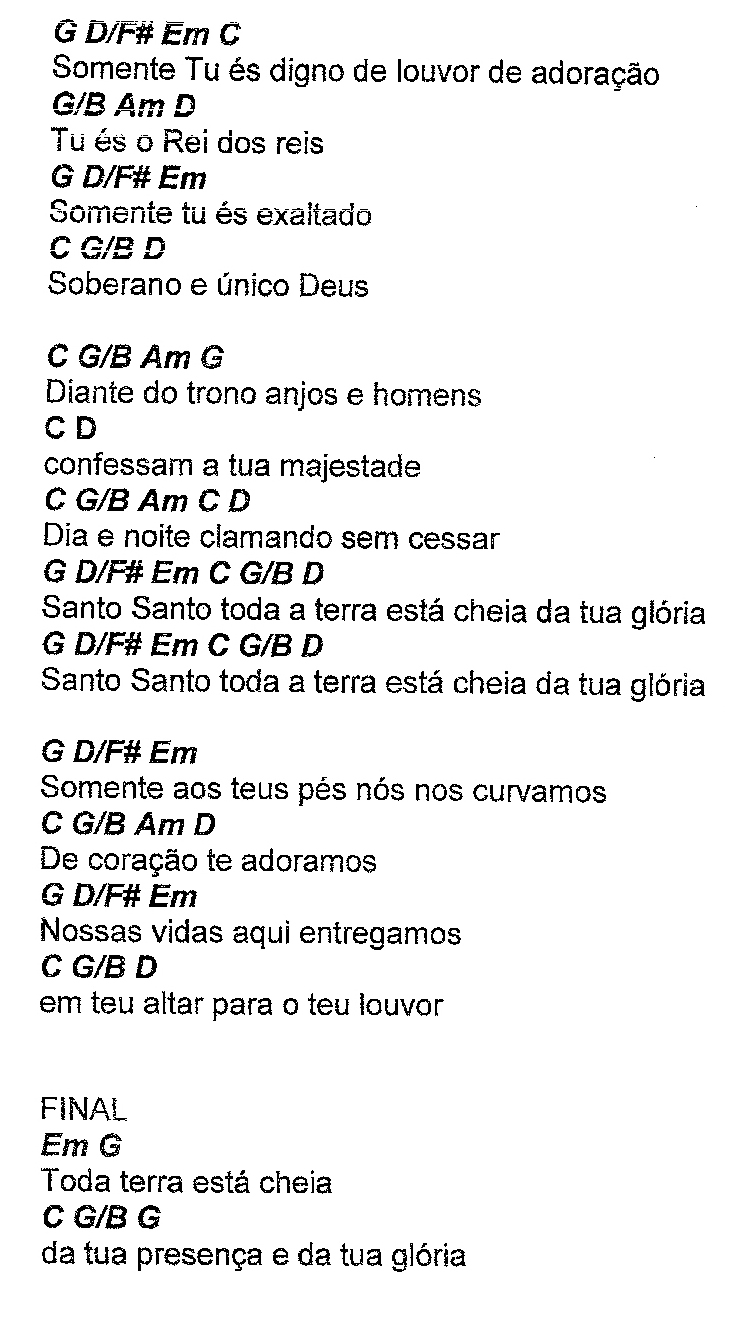 G D/F# Em C
Somente Tu és digno de louvor de adoração
G/B Am D
Tu és o Rei dos reis
G D/F# Em
Somente tu és exaltado
C G/B D
Soberano e único Deus

C G/B Am G
Diante do trono anjos e homens
C D
confessam a tua majestade
C G/B Am C D
Dia e noite clamando sem cessar
G D/F# Em C G/B D
Santo Santo toda a terra está cheia da tua glória
G D/F# Em C G/B D
Santo Santo toda a terra está cheia da tua glória

G D/F# Em
Somente aos teus pés nós nos curvamos
C G/B Am D
De coração te adoramos
G D/F# Em
Nossas vidas aqui entregamos
C G/B D
em teu altar para o teu louvor

FINAL
Em G
Toda terra está cheia
C G/B G
da tua presença e da tua glória